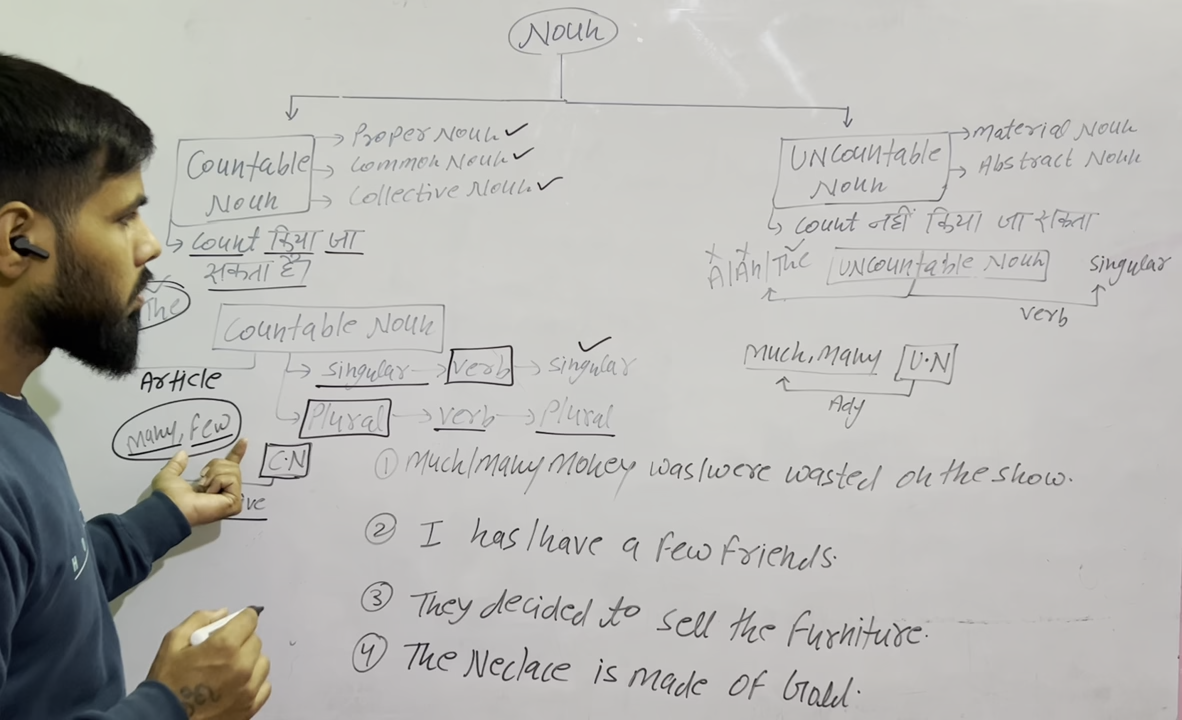 Noun
Countable Noun
→ Proper Noun ✓
→ Common Noun ✓
→ Collective Noun ✓
→ count किया जा
सकता है?
The
Countable Noun
Article
→ singular → verb → singular ✓
→ Plural → verb → Plural
Many, Few
C.N
ive
UNcountable Noun
→ Material Noun
→ Abstract Noun
→ count नहीं किया जा सकता
A/An/The UNcountable Noun singular
verb
Much, Many U.N
Adj
① Much/many Money was/were wasted on the show.
② I has/have a few friends.
③ They decided to sell the furniture.
④ The Neclace is made of Gold.